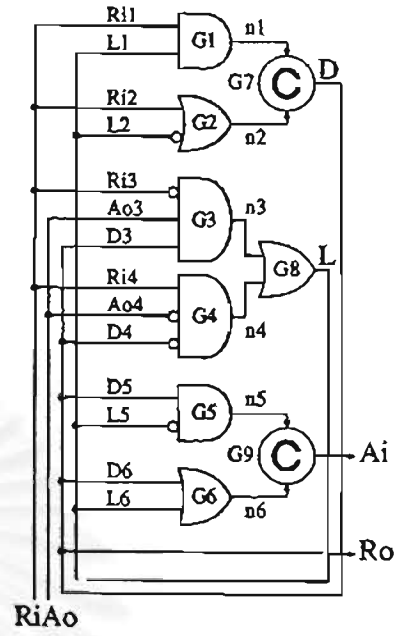 Ri1 n1
L1 G1
G7 C D
Ri2
L2 G2 n2
Ri3
Ao3 G3 n3
D3
Ri4 G8 L
Ao4 G4
D4 n4
D5 n5
L5 G5
G9 C Ai
D6
L6 G6 n6
Ro
RiAo